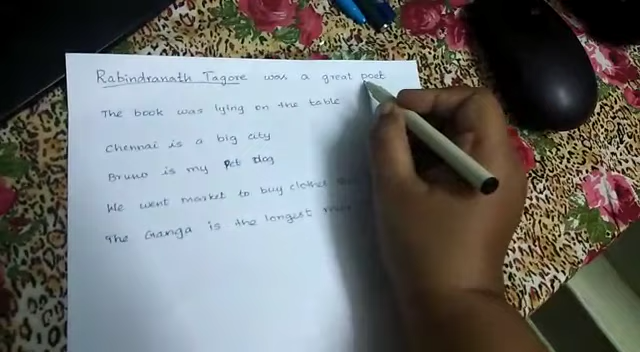 Rabindranath Tagore was a great poet
The book was lying on the table
Chennai is a big city
Bruno is my Pet dog
We went market to buy clothes
The Ganga is the longest